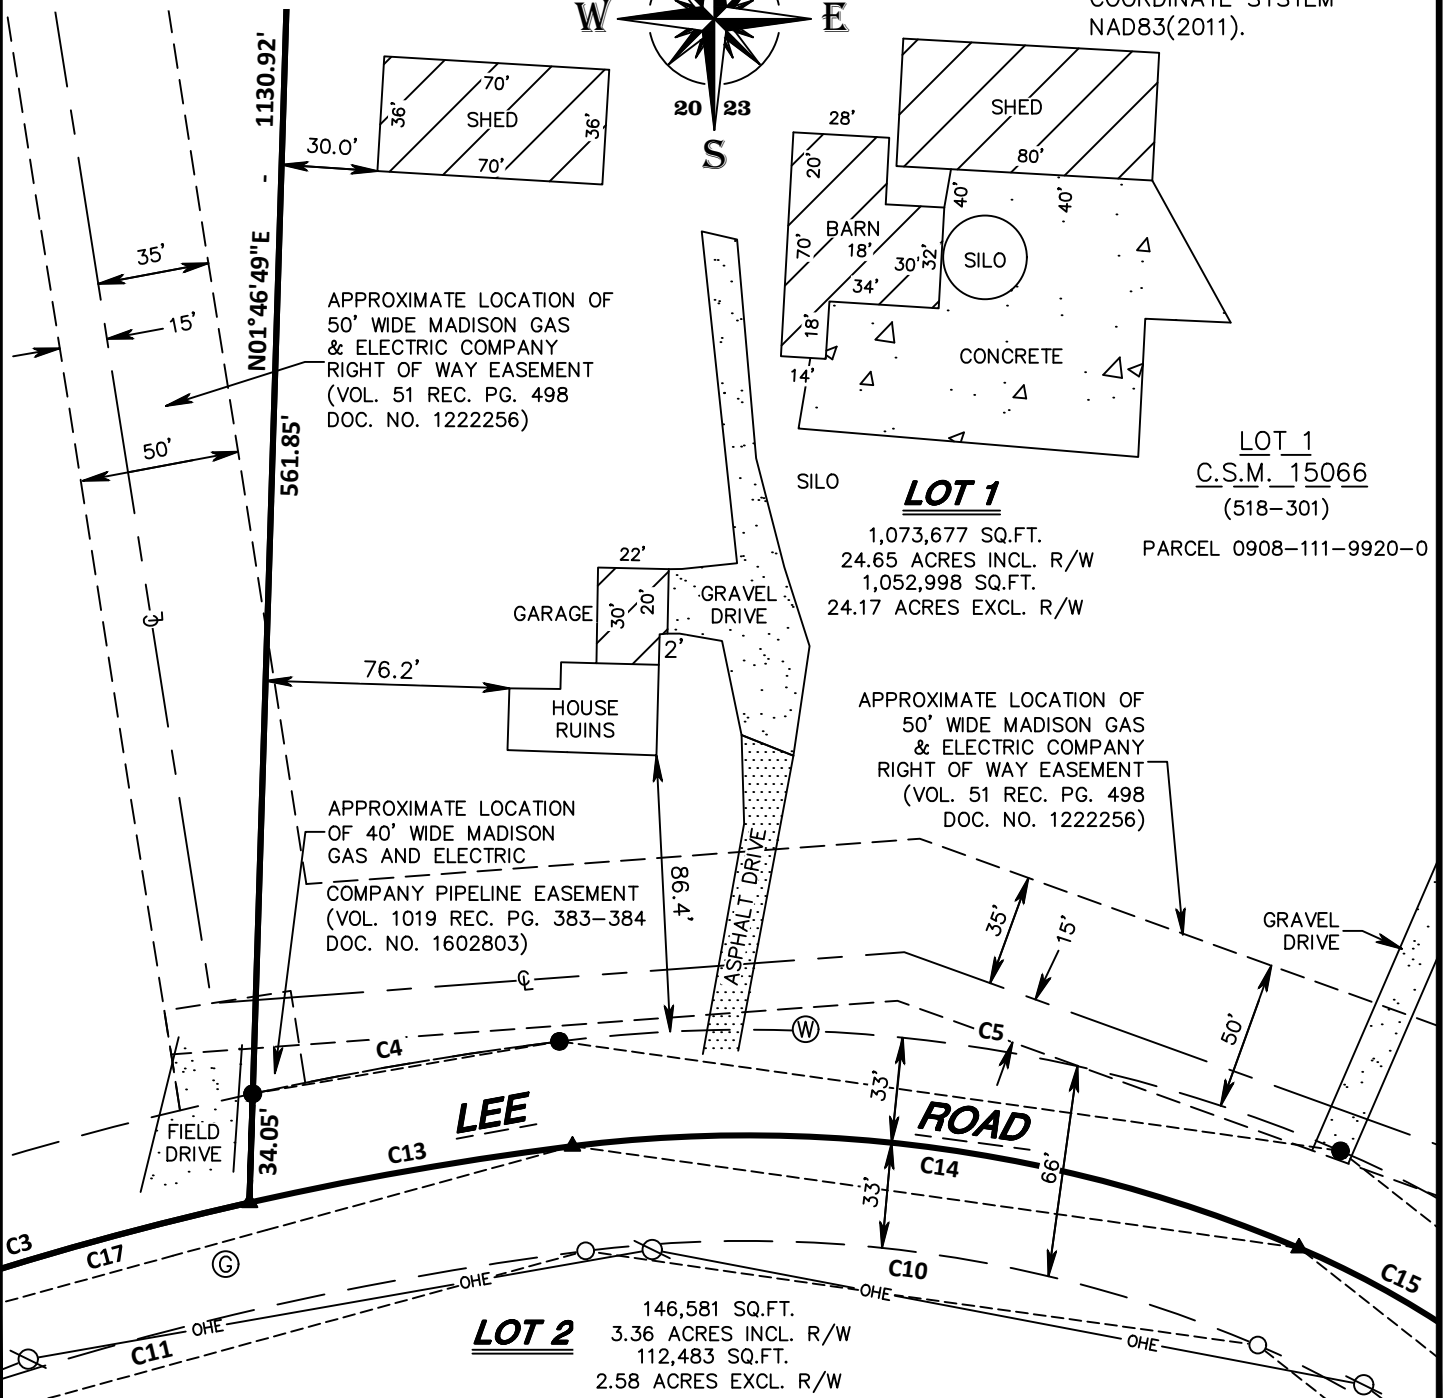 COORDINATE SYSTEM
NAD83(2011).
W
E
20 23
S
1130.92'
-
N01°46'49"E
561.85'
34.05'
70'
36'
SHED
36'
70'
30.0'
SHED
80'
28'
20'
BARN
70'
18'
30'
32'
34'
18'
14'
40'
40'
SILO
CONCRETE
35'
15'
50'
APPROXIMATE LOCATION OF
50' WIDE MADISON GAS
& ELECTRIC COMPANY
RIGHT OF WAY EASEMENT
(VOL. 51 REC. PG. 498
DOC. NO. 1222256)
SILO
LOT 1
1,073,677 SQ.FT.
24.65 ACRES INCL. R/W
1,052,998 SQ.FT.
24.17 ACRES EXCL. R/W
LOT 1
C.S.M. 15066
(518-301)
PARCEL 0908-111-9920-0
22'
GARAGE
30'
20'
2'
GRAVEL
DRIVE
76.2'
HOUSE
RUINS
℄
APPROXIMATE LOCATION OF
50' WIDE MADISON GAS
& ELECTRIC COMPANY
RIGHT OF WAY EASEMENT
(VOL. 51 REC. PG. 498
DOC. NO. 1222256)
APPROXIMATE LOCATION
OF 40' WIDE MADISON
GAS AND ELECTRIC
COMPANY PIPELINE EASEMENT
(VOL. 1019 REC. PG. 383-384
DOC. NO. 1602803)
86.4'
ASPHALT DRIVE
35'
15'
50'
GRAVEL
DRIVE
℄
W
C5
C4
33'
LEE ROAD
FIELD
DRIVE
C13
C14
33'
66'
C3
C17
G
C10
C15
OHE
OHE
OHE
OHE
C11
LOT 2
146,581 SQ.FT.
3.36 ACRES INCL. R/W
112,483 SQ.FT.
2.58 ACRES EXCL. R/W